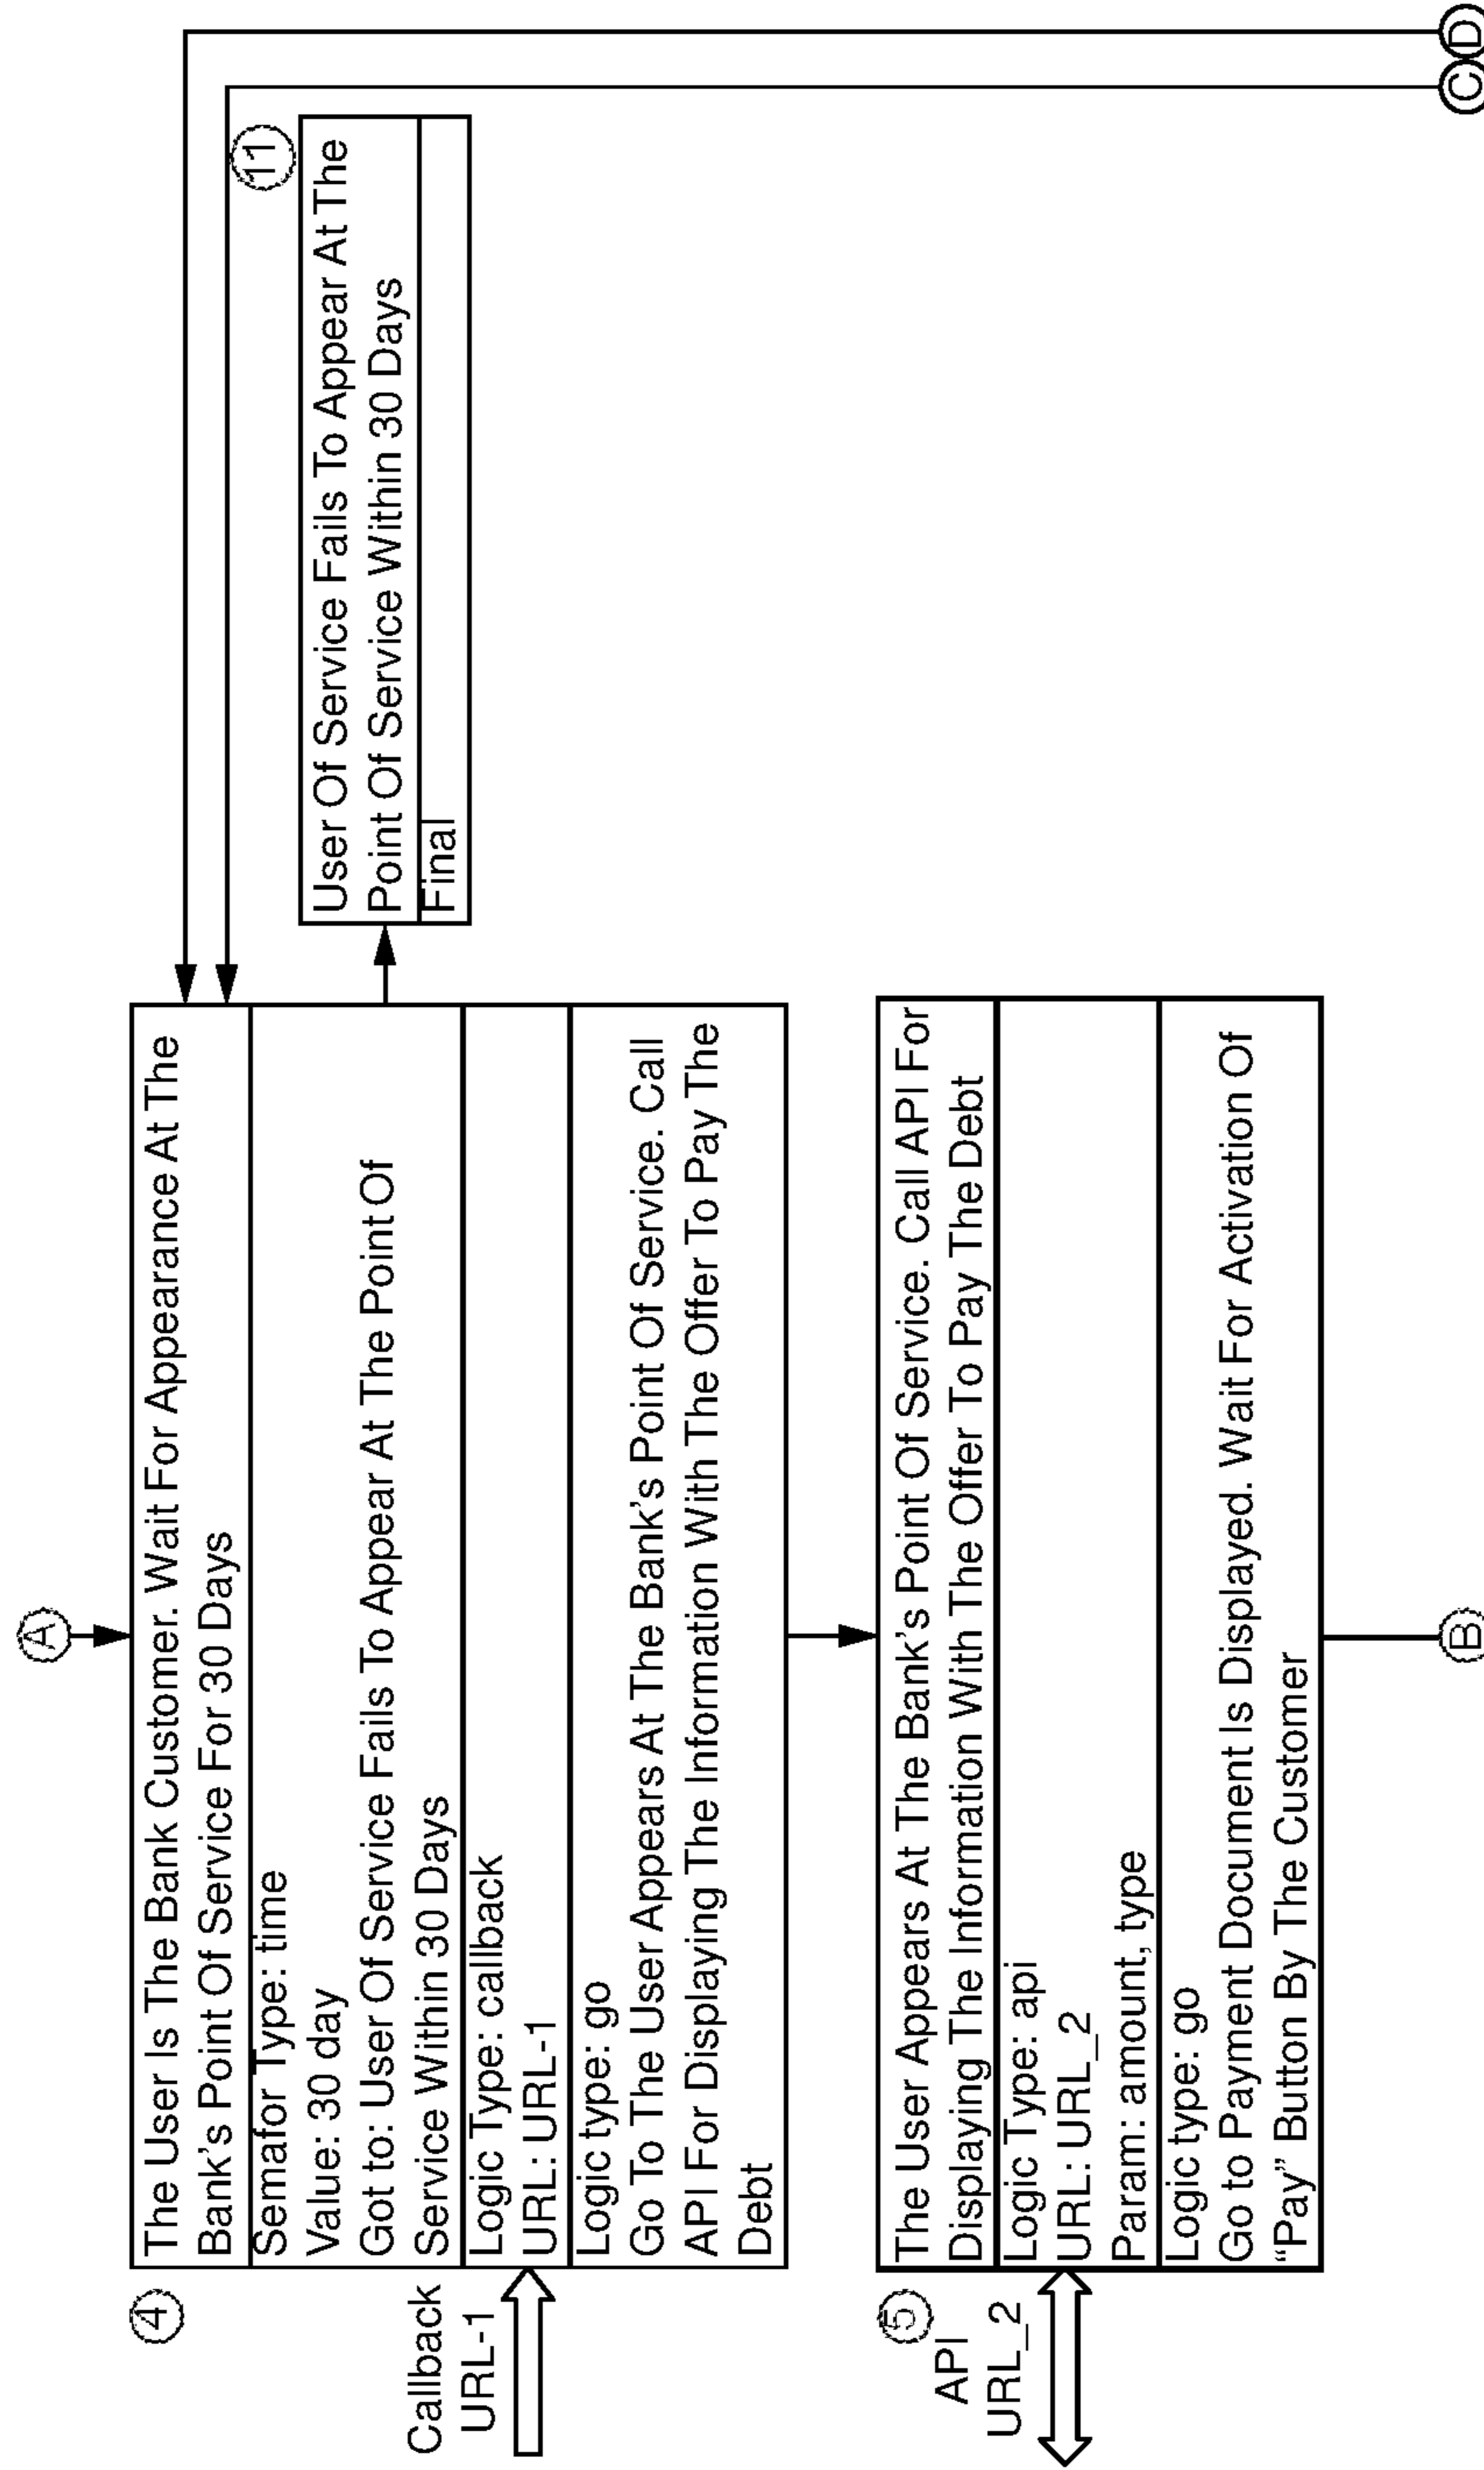 A
4
The User Is The Bank Customer. Wait For Appearance At The
Bank's Point Of Service For 30 Days
Semafor Type: time
Value: 30 day
Got to: User Of Service Fails To Appear At The Point Of
Service Within 30 Days
Logic Type: callback
URL: URL-1
Logic type: go
Go To The User Appears At The Bank's Point Of Service. Call
API For Displaying The Information With The Offer To Pay The
Debt
Callback
URL-1
11
User Of Service Fails To Appear At The
Point Of Service Within 30 Days
Final
5
API
URL_2
The User Appears At The Bank's Point Of Service. Call API For
Displaying The Information With The Offer To Pay The Debt
Logic Type: api
URL: URL_2
Param: amount, type
Logic type: go
Go to Payment Document Is Displayed. Wait For Activation Of
“Pay” Button By The Customer
B
C
D